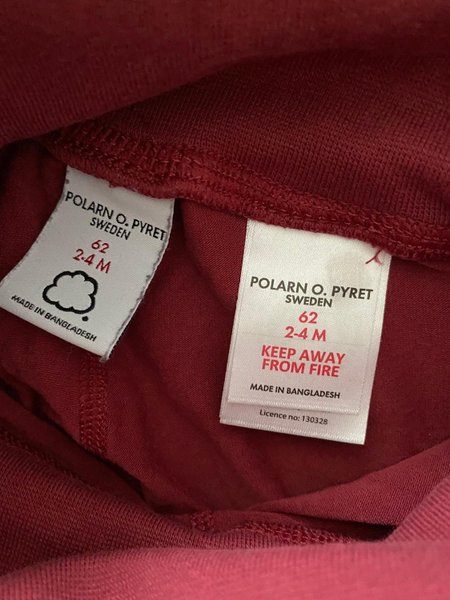 POLARN O. PYRET
SWEDEN
62
2-4 M
MADE IN BANGLADESH
POLARN O. PYRET
SWEDEN
62
2-4 M
KEEP AWAY
FROM FIRE
MADE IN BANGLADESH
Licence no: 130328